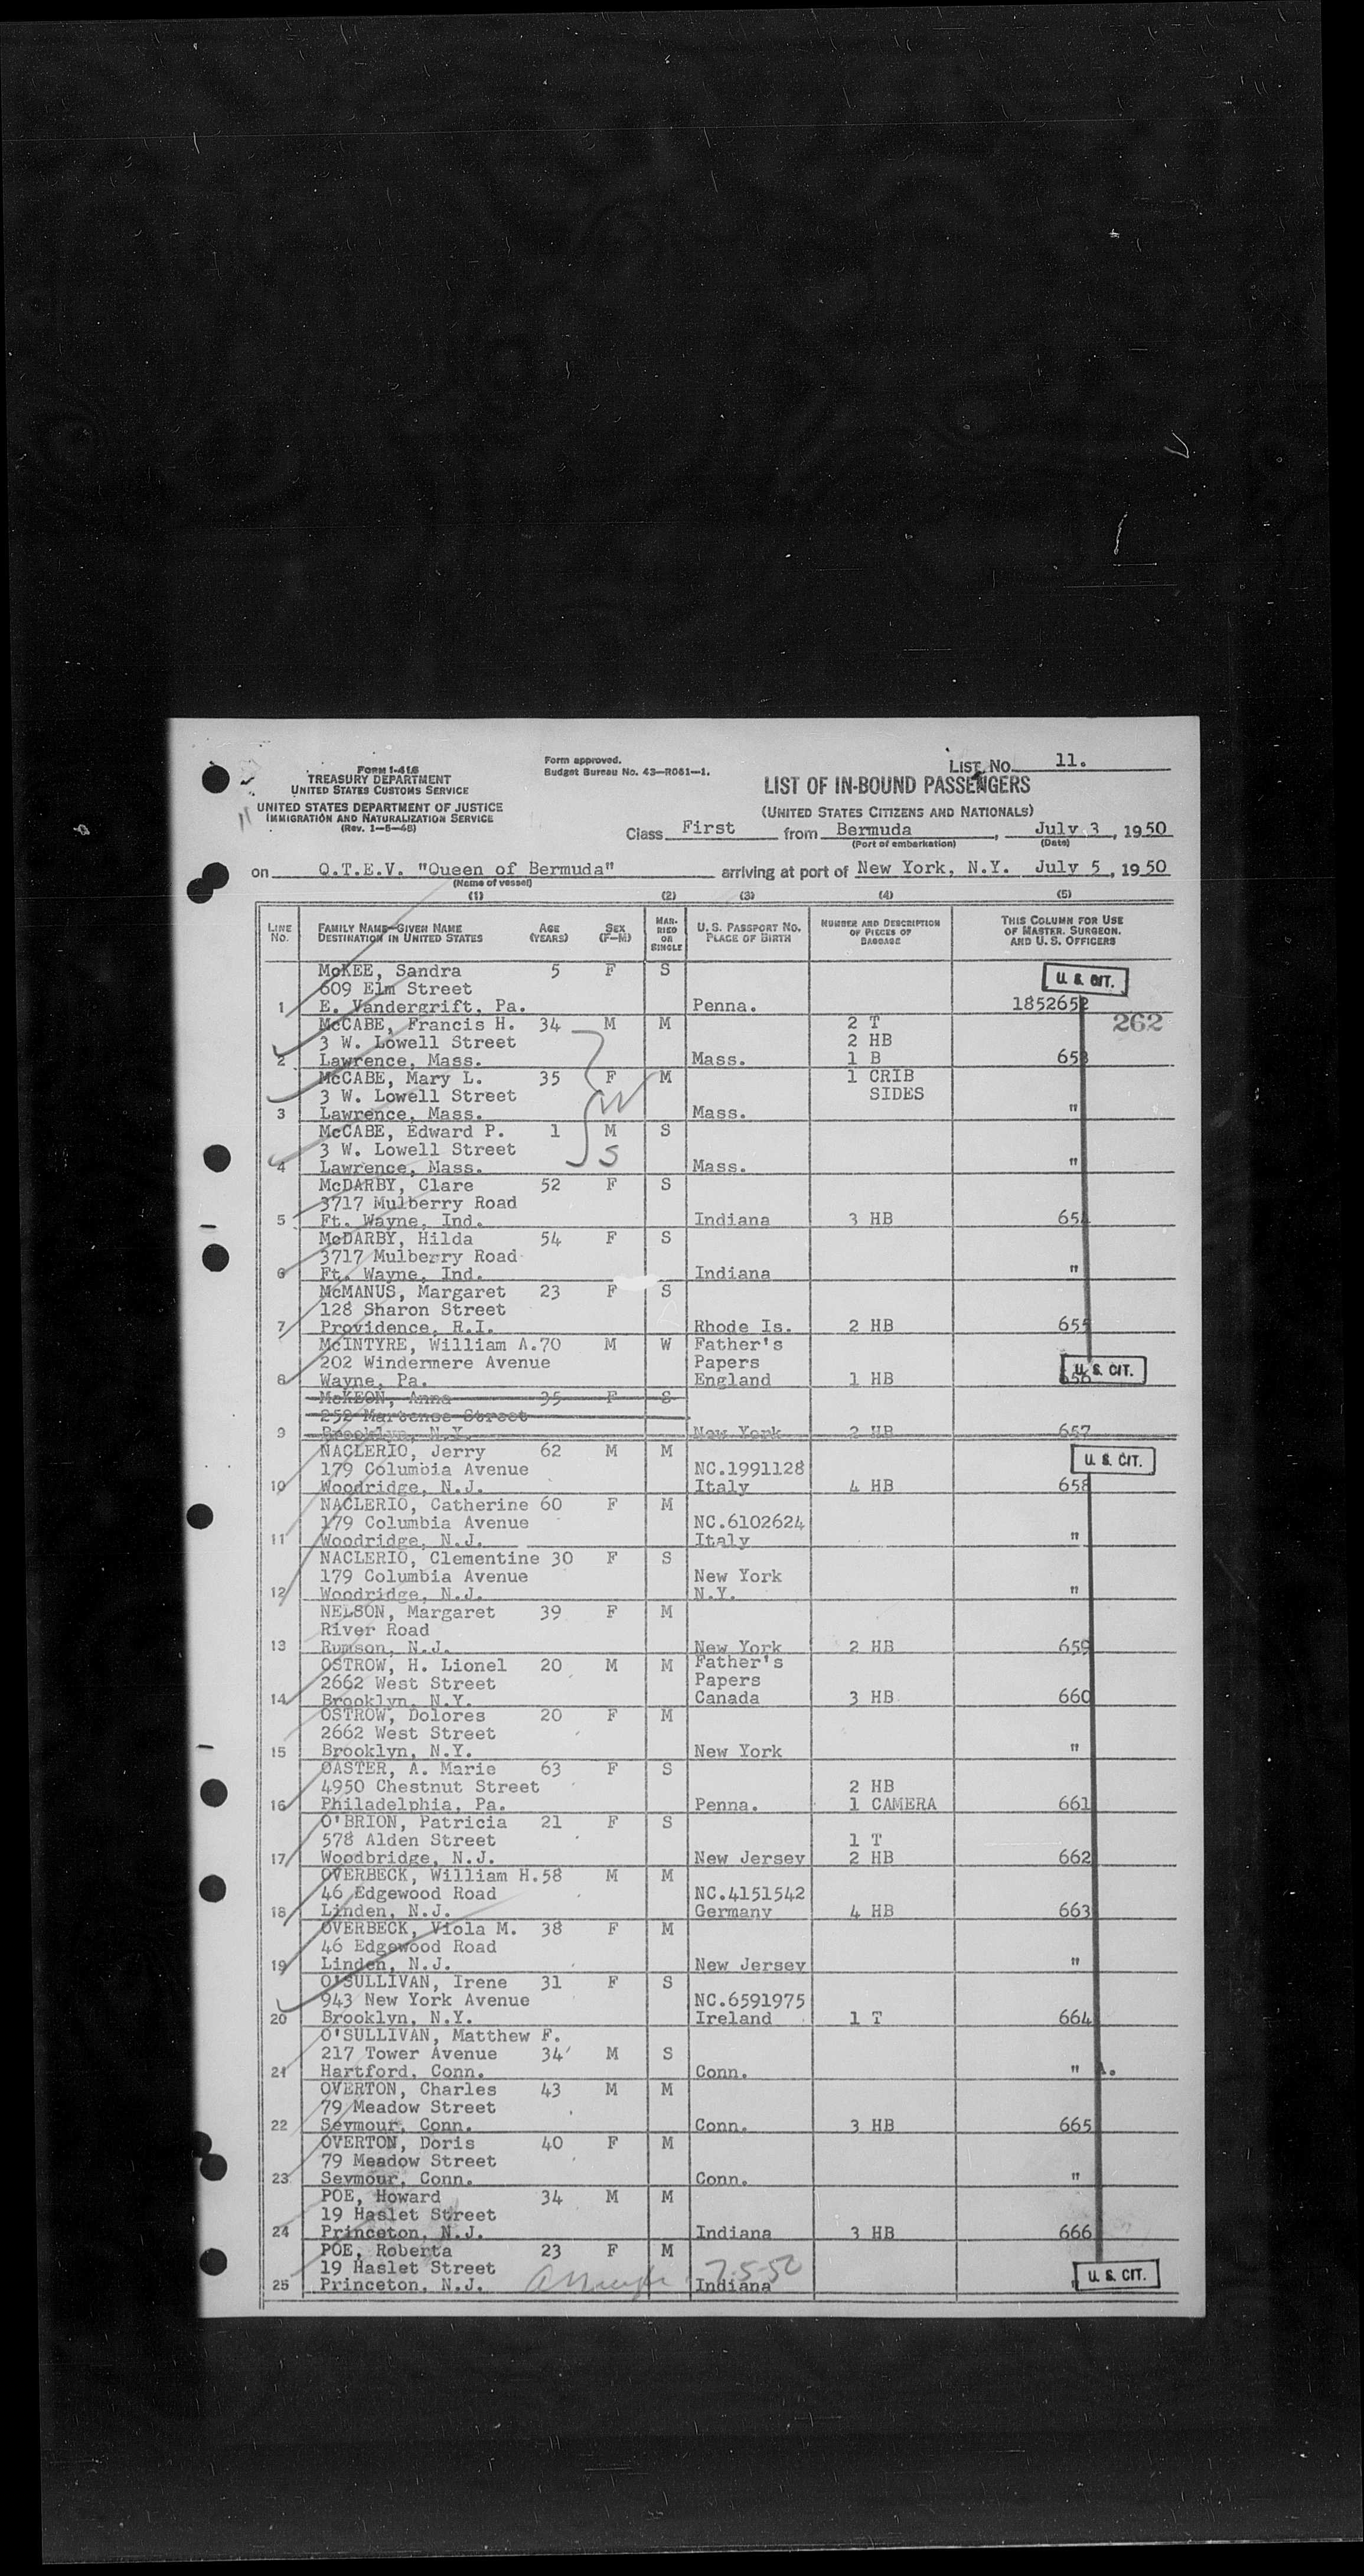 List No. 11.
Form I-416
TREASURY DEPARTMENT
UNITED STATES CUSTOMS SERVICE
UNITED STATES DEPARTMENT OF JUSTICE
IMMIGRATION AND NATURALIZATION SERVICE
(Rev. 1-5-48)
11
Form approved.
Budget Bureau No. 43—R061—1.
LIST OF IN-BOUND PASSENGERS
(UNITED STATES CITIZENS AND NATIONALS)
Class First from Bermuda, July 3, 1950
(Port of embarkation) (Date)
on Q.T.E.V. "Queen of Bermuda" arriving at port of New York, N.Y. July 5, 1950
(Name of vessel)
(1) (2) (3) (4) (5)
LINE NO. FAMILY NAME—GIVEN NAME DESTINATION IN UNITED STATES AGE (YEARS) SEX (F—M) MARRIED OR SINGLE U. S. PASSPORT NO. PLACE OF BIRTH NUMBER AND DESCRIPTION OF PIECES OF BAGGAGE THIS COLUMN FOR USE OF MASTER, SURGEON, AND U. S. OFFICERS
McKEE, Sandra 5 F S
609 Elm Street U. S. CIT.
1 E. Vandergrift, Pa. Penna. 1852652
McCABE, Francis H. 34 M M 2 T 262
3 W. Lowell Street 2 HB
2 Lawrence, Mass. Mass. 1 B 653
McCABE, Mary L. 35 F M 1 CRIB
3 W. Lowell Street W SIDES
3 Lawrence, Mass. Mass. "
McCABE, Edward P. 1 M S
3 W. Lowell Street S
4 Lawrence, Mass. Mass. "
McDARBY, Clare 52 F S
3717 Mulberry Road
5 Ft. Wayne, Ind. Indiana 3 HB 654
McDARBY, Hilda 54 F S
3717 Mulberry Road
6 Ft. Wayne, Ind. Indiana "
McMANUS, Margaret 23 F S
128 Sharon Street
7 Providence, R.I. Rhode Is. 2 HB 655
McINTYRE, William A. 70 M W Father's
202 Windermere Avenue Papers U. S. CIT.
8 Wayne, Pa. England 1 HB 656
McKEON, Anna 35 F S
252 Martense Street
9 Brooklyn, N.Y. New York 2 HB 657
NACLERIO, Jerry 62 M M U. S. CIT.
179 Columbia Avenue NC.1991128
10 Woodridge, N.J. Italy 4 HB 658
NACLERIO, Catherine 60 F M
179 Columbia Avenue NC.6102624
11 Woodridge, N.J. Italy "
NACLERIO, Clementine 30 F S
179 Columbia Avenue New York
12 Woodridge, N.J. N.Y. "
NELSON, Margaret 39 F M
River Road
13 Rumson, N.J. New York 2 HB 659
OSTROW, H. Lionel 20 M M Father's
2662 West Street Papers
14 Brooklyn, N.Y. Canada 3 HB 660
OSTROW, Dolores 20 F M
2662 West Street
15 Brooklyn, N.Y. New York "
OASTER, A. Marie 63 F S
4950 Chestnut Street 2 HB
16 Philadelphia, Pa. Penna. 1 CAMERA 661
O'BRION, Patricia 21 F S
578 Alden Street 1 T
17 Woodbridge, N.J. New Jersey 2 HB 662
OVERBECK, William H. 58 M M
46 Edgewood Road NC.4151542
18 Linden, N.J. Germany 4 HB 663
OVERBECK, Viola M. 38 F M
46 Edgewood Road
19 Linden, N.J. New Jersey "
O'SULLIVAN, Irene 31 F S
943 New York Avenue NC.6591975
20 Brooklyn, N.Y. Ireland 1 T 664
O'SULLIVAN, Matthew F.
217 Tower Avenue 34 M S
21 Hartford, Conn. Conn. " A.
OVERTON, Charles 43 M M
79 Meadow Street
22 Seymour, Conn. Conn. 3 HB 665
OVERTON, Doris 40 F M
79 Meadow Street
23 Seymour, Conn. Conn. "
POE, Howard 34 M M
19 Haslet Street
24 Princeton, N.J. Indiana 3 HB 666
POE, Roberta 23 F M
19 Haslet Street 7-5-50 U. S. CIT.
25 Princeton, N.J. Indiana